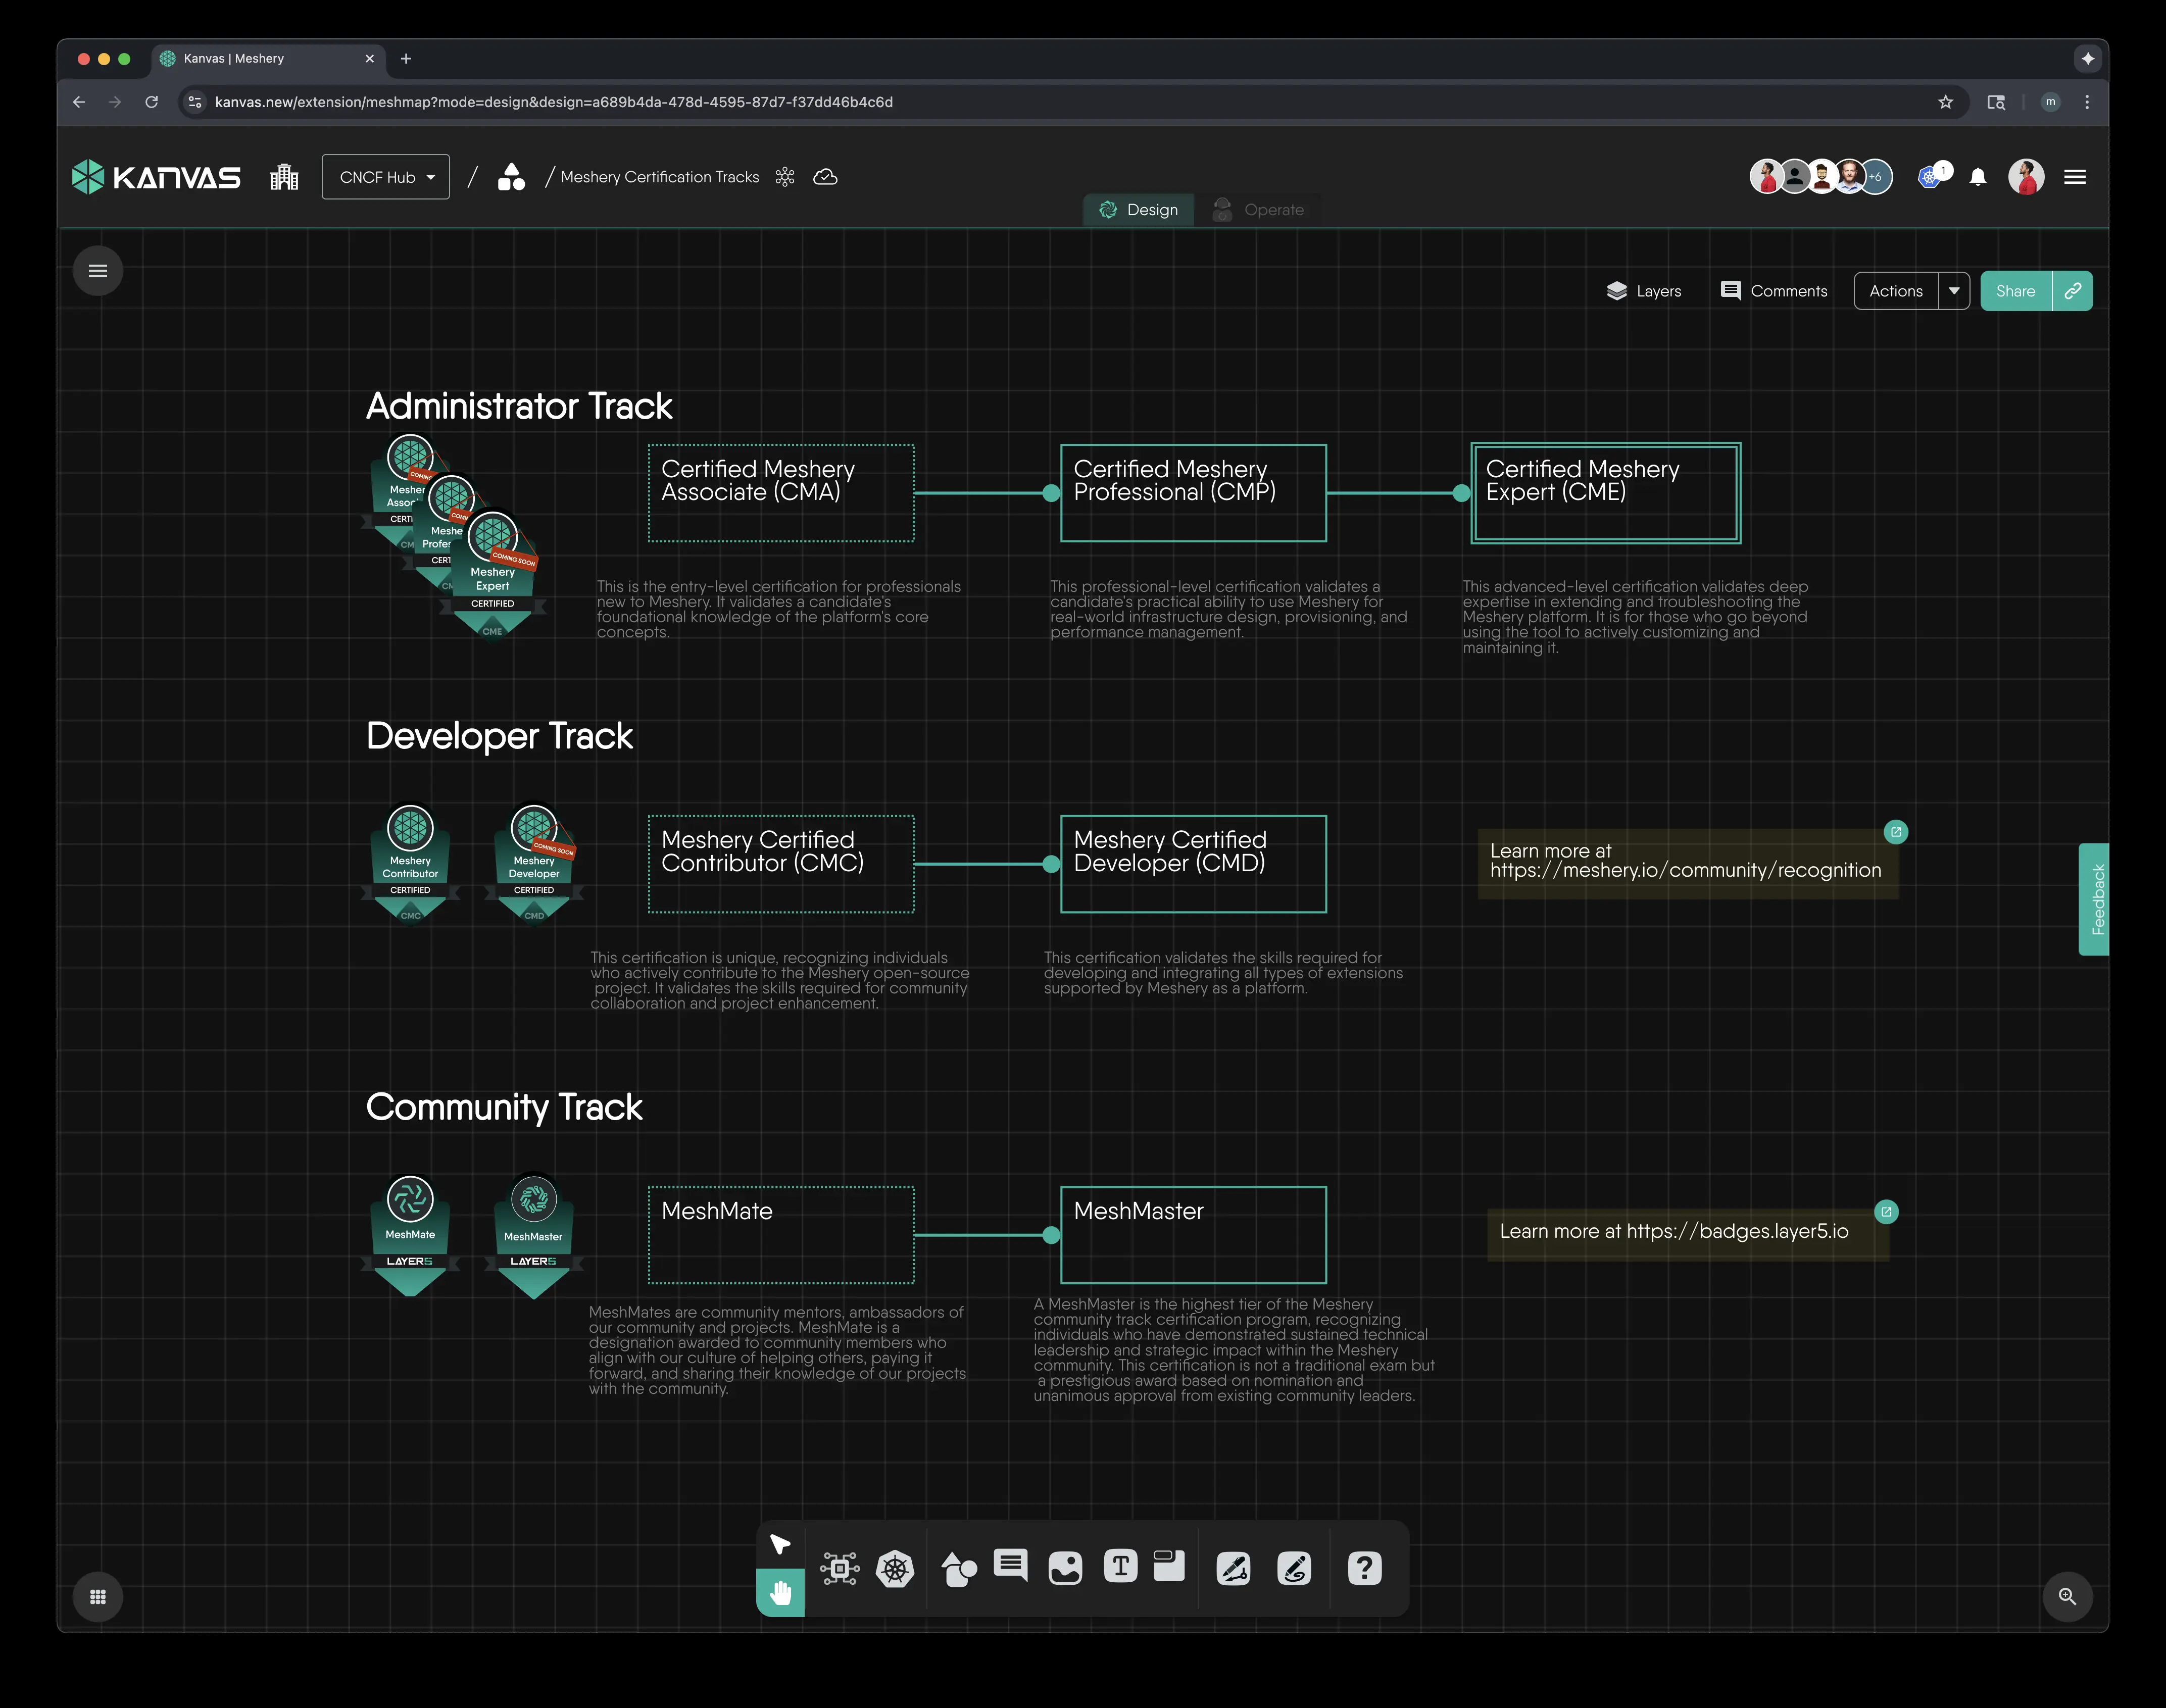 Kanvas | Meshery
kanvas.new/extension/meshmap?mode=design&design=a689b4da-478d-4595-87d7-f37dd46b4c6d
m
KANVAS
CNCF Hub
/
/ Meshery Certification Tracks
+6
1
Design
Operate
Layers
Comments
Actions
Share
Administrator Track
Meshery
Associate
COMING
CERTI
CM
Meshe
Profes
COMI
CERT
CM
COMING SOON
Meshery
Expert
CERTIFIED
CME
Certified Meshery
Associate (CMA)
Certified Meshery
Professional (CMP)
Certified Meshery
Expert (CME)
This is the entry-level certification for professionals
new to Meshery. It validates a candidate's
foundational knowledge of the platform's core
concepts.
This professional-level certification validates a
candidate's practical ability to use Meshery for
real-world infrastructure design, provisioning, and
performance management.
This advanced-level certification validates deep
expertise in extending and troubleshooting the
Meshery platform. It is for those who go beyond
using the tool to actively customizing and
maintaining it.
Developer Track
Meshery
Contributor
CERTIFIED
CMC
COMING SOON
Meshery
Developer
CERTIFIED
CMD
Meshery Certified
Contributor (CMC)
Meshery Certified
Developer (CMD)
Learn more at
https://meshery.io/community/recognition
Feedback
This certification is unique, recognizing individuals
who actively contribute to the Meshery open-source
project. It validates the skills required for community
collaboration and project enhancement.
This certification validates the skills required for
developing and integrating all types of extensions
supported by Meshery as a platform.
Community Track
MeshMate
LAYER5
MeshMaster
LAYER5
MeshMate
MeshMaster
Learn more at https://badges.layer5.io
MeshMates are community mentors, ambassadors of
our community and projects. MeshMate is a
designation awarded to community members who
align with our culture of helping others, paying it
forward, and sharing their knowledge of our projects
with the community.
A MeshMaster is the highest tier of the Meshery
community track certification program, recognizing
individuals who have demonstrated sustained technical
leadership and strategic impact within the Meshery
community. This certification is not a traditional exam but
a prestigious award based on nomination and
unanimous approval from existing community leaders.
T
?